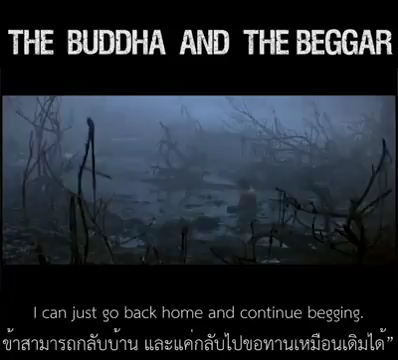 THE BUDDHA AND THE BEGGAR
I can just go back home and continue begging.
ข้าสามารถกลับบ้าน และแค่กลับไปขอทานเหมือนเดิมได้”